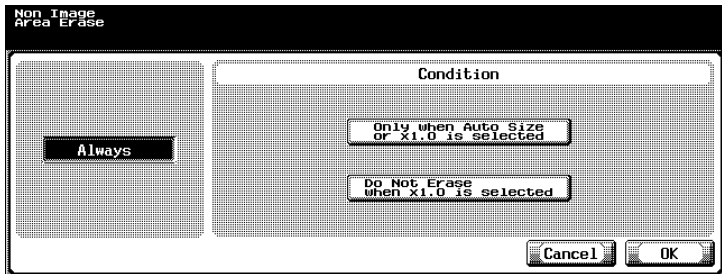 Non Image
Area Erase
Condition
Always
Only when Auto Size
or x1.0 is selected
Do Not Erase
when x1.0 is selected
Cancel
OK